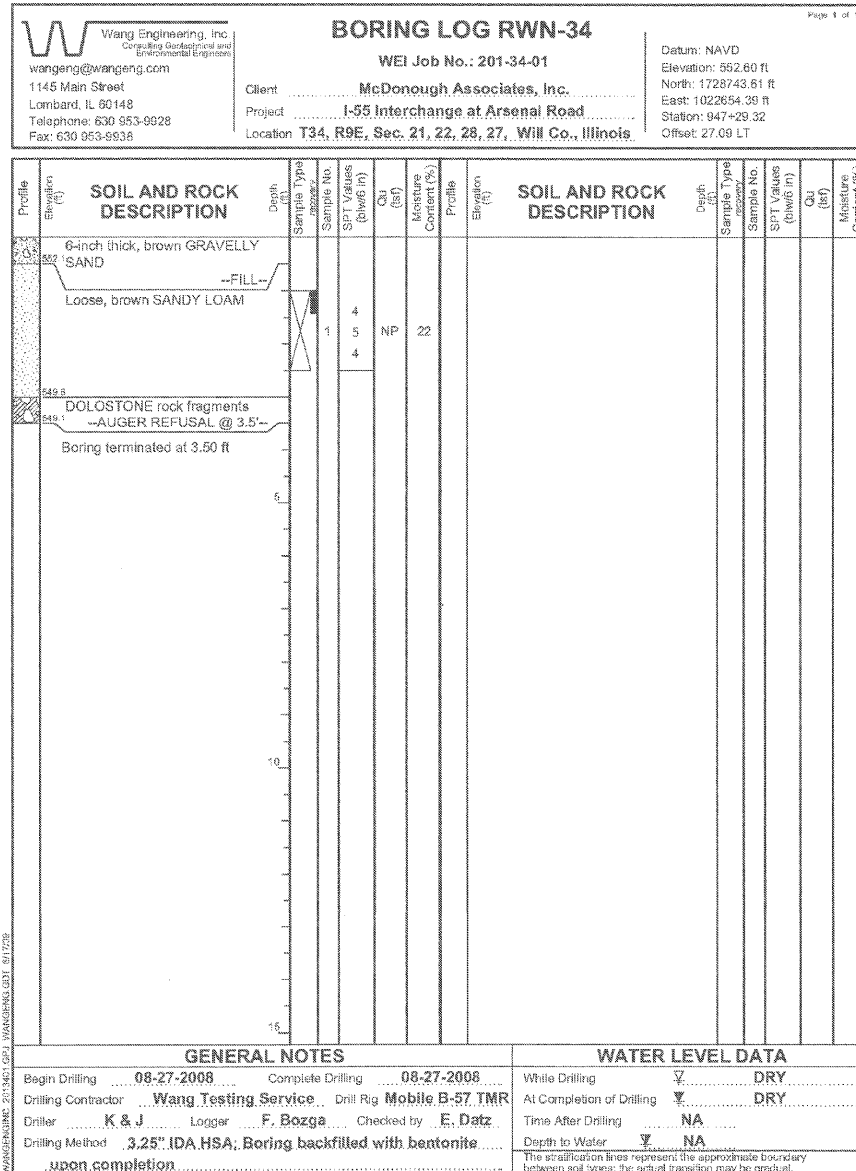 Page 1 of
Wang Engineering, Inc.
Consulting Geotechnical and
Environmental Engineers
wangeng@wangeng.com
1145 Main Street
Lombard, IL 60148
Telephone: 630 953-9928
Fax: 630 953-9938
BORING LOG RWN-34
WEI Job No.: 201-34-01
Client McDonough Associates, Inc.
Project I-55 Interchange at Arsenal Road
Location T34, R9E, Sec. 21, 22, 28, 27, Will Co., Illinois
Datum: NAVD
Elevation: 552.60 ft
North: 1728743.61 ft
East: 1022654.39 ft
Station: 947+29.32
Offset: 27.09 LT
Profile
Elevation (ft)
SOIL AND ROCK DESCRIPTION
Depth (ft)
Sample Type recovery
Sample No.
SPT Values (blw/6 in)
Qu (tsf)
Moisture Content (%)
Profile
Elevation (ft)
SOIL AND ROCK DESCRIPTION
Depth (ft)
Sample Type recovery
Sample No.
SPT Values (blw/6 in)
Qu (tsf)
Moisture Content (%)
6-inch thick, brown GRAVELLY
552.1 SAND
--FILL--
Loose, brown SANDY LOAM
4
1 5 NP 22
4
549.6
DOLOSTONE rock fragments
549.1 --AUGER REFUSAL @ 3.5'--
Boring terminated at 3.50 ft
5
10
15
WANGENGINC 2013401.GPJ WANGENG.GDT 6/17/09
GENERAL NOTES
Begin Drilling 08-27-2008 Complete Drilling 08-27-2008
Drilling Contractor Wang Testing Service Drill Rig Mobile B-57 TMR
Driller K & J Logger F. Bozga Checked by E. Datz
Drilling Method 3.25" IDA HSA; Boring backfilled with bentonite
upon completion
WATER LEVEL DATA
While Drilling DRY
At Completion of Drilling DRY
Time After Drilling NA
Depth to Water NA
The stratification lines represent the approximate boundary
between soil types; the actual transition may be gradual.